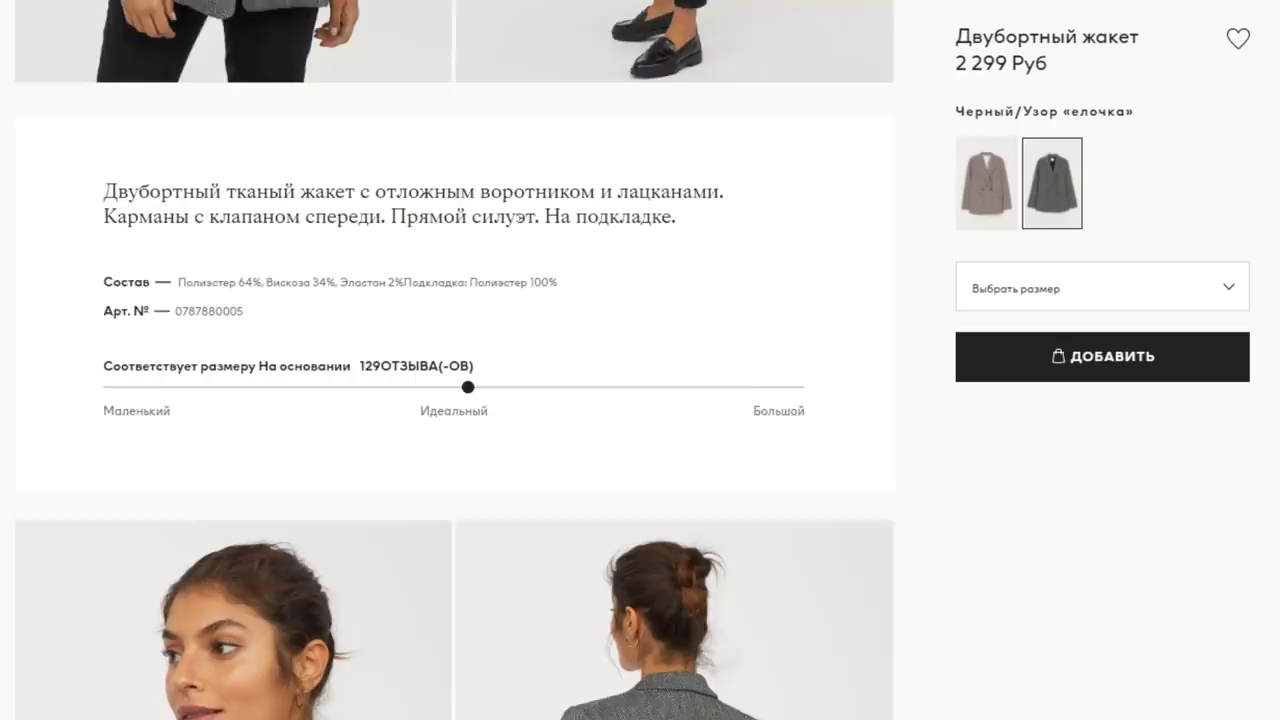 Двубортный жакет
2 299 Руб
Черный/Узор «елочка»
Выбрать размер
ДОБАВИТЬ
Двубортный тканый жакет с отложным воротником и лацканами.
Карманы с клапаном спереди. Прямой силуэт. На подкладке.
Состав — Полиэстер 64%, Вискоза 34%, Эластан 2%Подкладка: Полиэстер 100%
Арт. № — 0787880005
Соответствует размеру На основании 129ОТЗЫВА(-ОВ)
Маленький Идеальный Большой